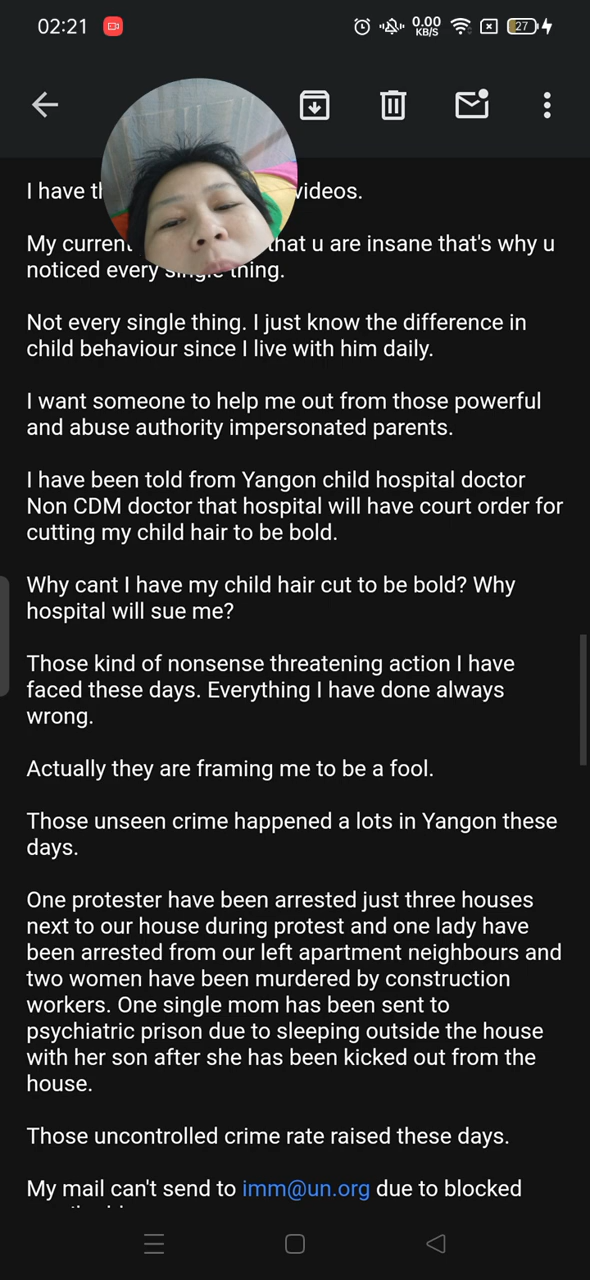 02:21
0.00
KB/S
27
I have th videos.
My current that u are insane that's why u
noticed every single thing.
Not every single thing. I just know the difference in
child behaviour since I live with him daily.
I want someone to help me out from those powerful
and abuse authority impersonated parents.
I have been told from Yangon child hospital doctor
Non CDM doctor that hospital will have court order for
cutting my child hair to be bold.
Why cant I have my child hair cut to be bold? Why
hospital will sue me?
Those kind of nonsense threatening action I have
faced these days. Everything I have done always
wrong.
Actually they are framing me to be a fool.
Those unseen crime happened a lots in Yangon these
days.
One protester have been arrested just three houses
next to our house during protest and one lady have
been arrested from our left apartment neighbours and
two women have been murdered by construction
workers. One single mom has been sent to
psychiatric prison due to sleeping outside the house
with her son after she has been kicked out from the
house.
Those uncontrolled crime rate raised these days.
My mail can't send to imm@un.org due to blocked